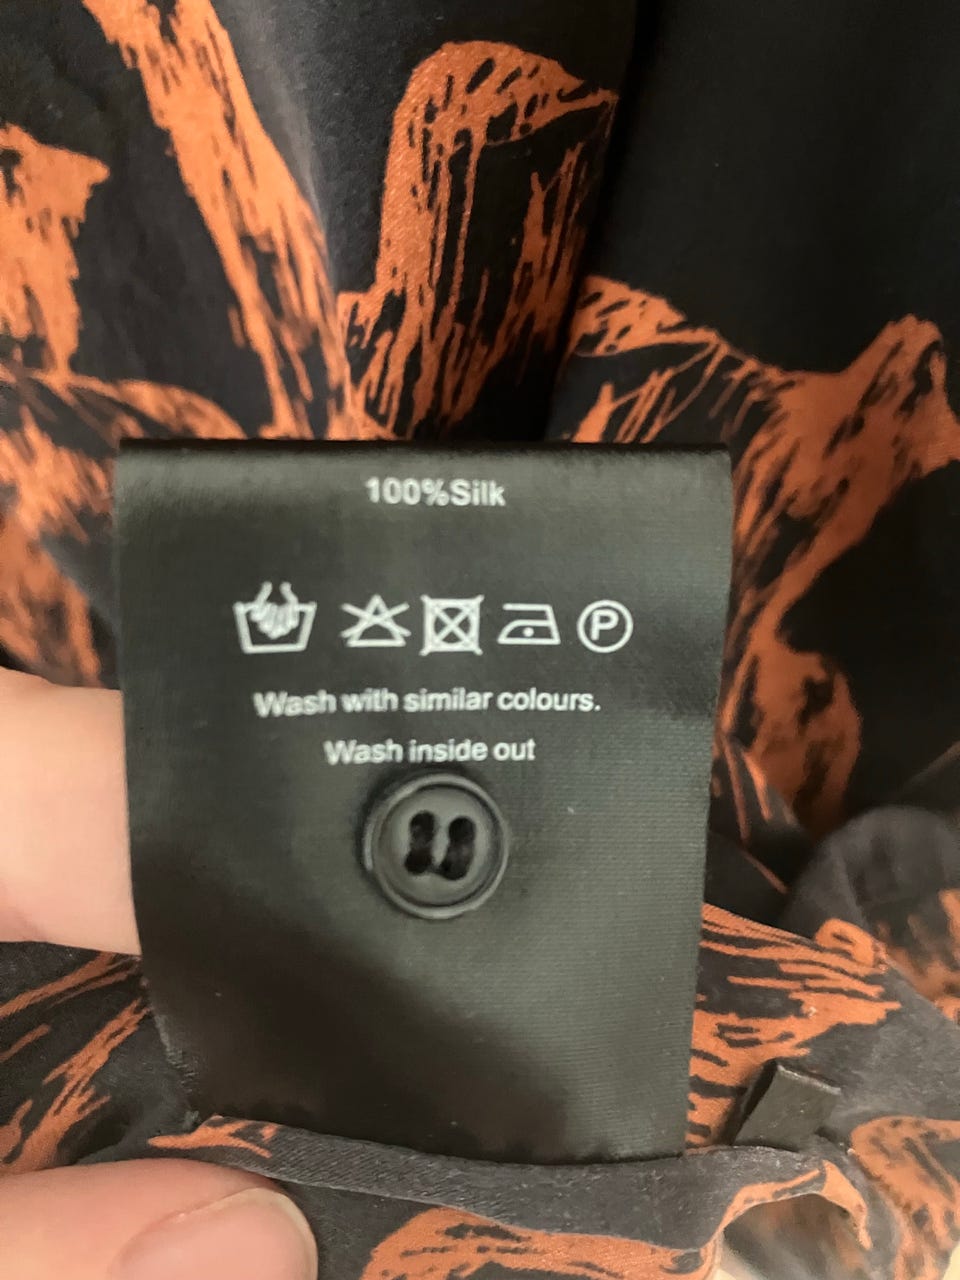 100%Silk
P
Wash with similar colours.
Wash inside out